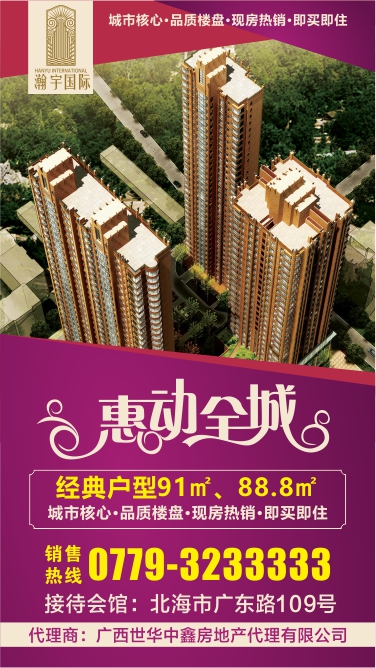 城市核心·品质楼盘·现房热销·即买即住
HANYU INTERNATIONAL
瀚宇国际
惠动全城
经典户型91㎡、88.8㎡
城市核心·品质楼盘·现房热销·即买即住
销售热线 0779-3233333
接待会馆：北海市广东路109号
代理商：广西世华中鑫房地产代理有限公司